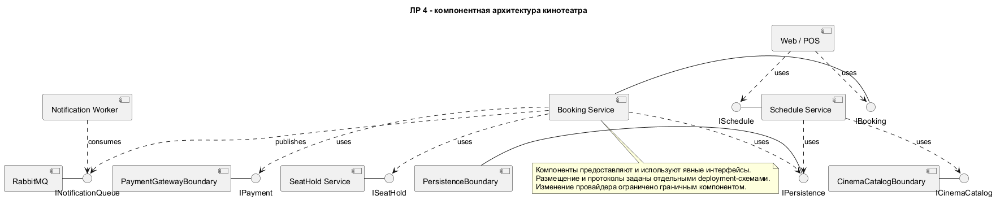 ЛР 4 - компонентная архитектура кинотеатра
Web / POS
uses
uses
Notification Worker
Booking Service
ISchedule
Schedule Service
IBooking
consumes
publishes
uses
uses
uses
uses
uses
RabbitMQ
INotificationQueue
PaymentGatewayBoundary
IPayment
SeatHold Service
ISeatHold
PersistenceBoundary
Компоненты предоставляют и используют явные интерфейсы.
Размещение и протоколы заданы отдельными deployment-схемами.
Изменение провайдера ограничено граничным компонентом.
IPersistence
CinemaCatalogBoundary
ICinemaCatalog